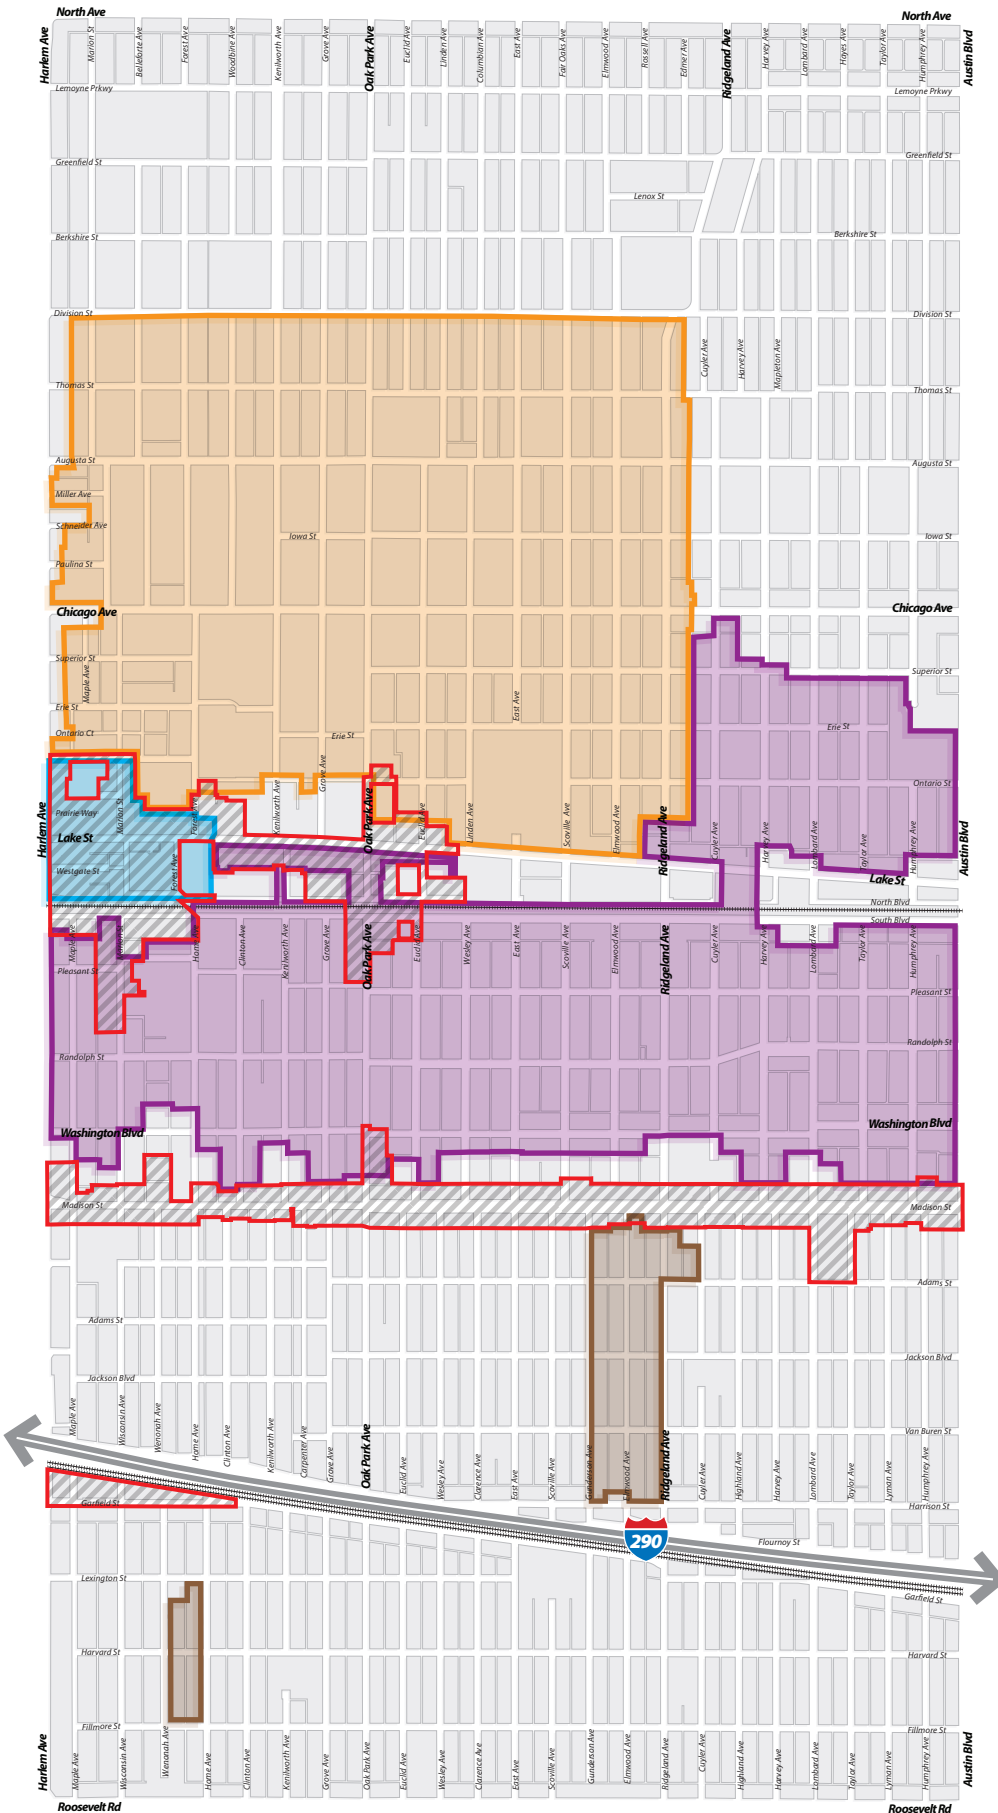 North Ave
North Ave
Harlem Ave
Marion St
Belleforte Ave
Forest Ave
Woodbine Ave
Kenilworth Ave
Grove Ave
Oak Park Ave
Euclid Ave
Linden Ave
Columbian Ave
East Ave
Fair Oaks Ave
Elmwood Ave
Rossell Ave
Edmer Ave
Ridgeland Ave
Harvey Ave
Lombard Ave
Hayes Ave
Taylor Ave
Humphrey Ave
Austin Blvd
Lemoyne Prkwy
Lemoyne Prkwy
Greenfield St
Greenfield St
Lenox St
Berkshire St
Berkshire St
Division St
Division St
Cuyler Ave
Harvey Ave
Mapleton Ave
Thomas St
Thomas St
Augusta St
Augusta St
Miller Ave
Schneider Ave
Iowa St
Iowa St
Paulina St
Chicago Ave
Chicago Ave
Superior St
Superior St
Maple Ave
Erie St
East Ave
Erie St
Ontario Ct
Erie St
Grove Ave
Ontario St
Harlem Ave
Prairie Way
Marion St
Forest Ave
Kenilworth Ave
Oak Park Ave
Euclid Ave
Linden Ave
Scoville Ave
Elmwood Ave
Ridgeland Ave
Cuyler Ave
Harvey Ave
Lombard Ave
Taylor Ave
Humphrey Ave
Austin Blvd
Lake St
Westgate St
Forest Ave
Lake St
North Blvd
South Blvd
Maple Ave
Marion St
Home Ave
Clinton Ave
Kenilworth Ave
Grove Ave
Oak Park Ave
Euclid Ave
Wesley Ave
East Ave
Scoville Ave
Elmwood Ave
Ridgeland Ave
Cuyler Ave
Harvey Ave
Lombard Ave
Taylor Ave
Humphrey Ave
Pleasant St
Pleasant St
Randolph St
Randolph St
Washington Blvd
Washington Blvd
Madison St
Madison St
Adams St
Adams St
Jackson Blvd
Jackson Blvd
Maple Ave
Wisconsin Ave
Wenonah Ave
Home Ave
Clinton Ave
Kenilworth Ave
Carpenter Ave
Grove Ave
Oak Park Ave
Euclid Ave
Wesley Ave
Clarence Ave
East Ave
Scoville Ave
Gunderson Ave
Elmwood Ave
Ridgeland Ave
Cuyler Ave
Highland Ave
Harvey Ave
Lombard Ave
Taylor Ave
Lyman Ave
Humphrey Ave
Van Buren St
Garfield St
Harrison St
290
Flournoy St
Lexington St
Garfield St
Harvard St
Harvard St
Fillmore St
Fillmore St
Harlem Ave
Maple Ave
Wisconsin Ave
Wenonah Ave
Home Ave
Clinton Ave
Kenilworth Ave
Grove Ave
Oak Park Ave
Euclid Ave
Wesley Ave
Clarence Ave
East Ave
Scoville Ave
Gunderson Ave
Elmwood Ave
Ridgeland Ave
Cuyler Ave
Highland Ave
Harvey Ave
Lombard Ave
Taylor Ave
Lyman Ave
Humphrey Ave
Austin Blvd
Roosevelt Rd
Roosevelt Rd